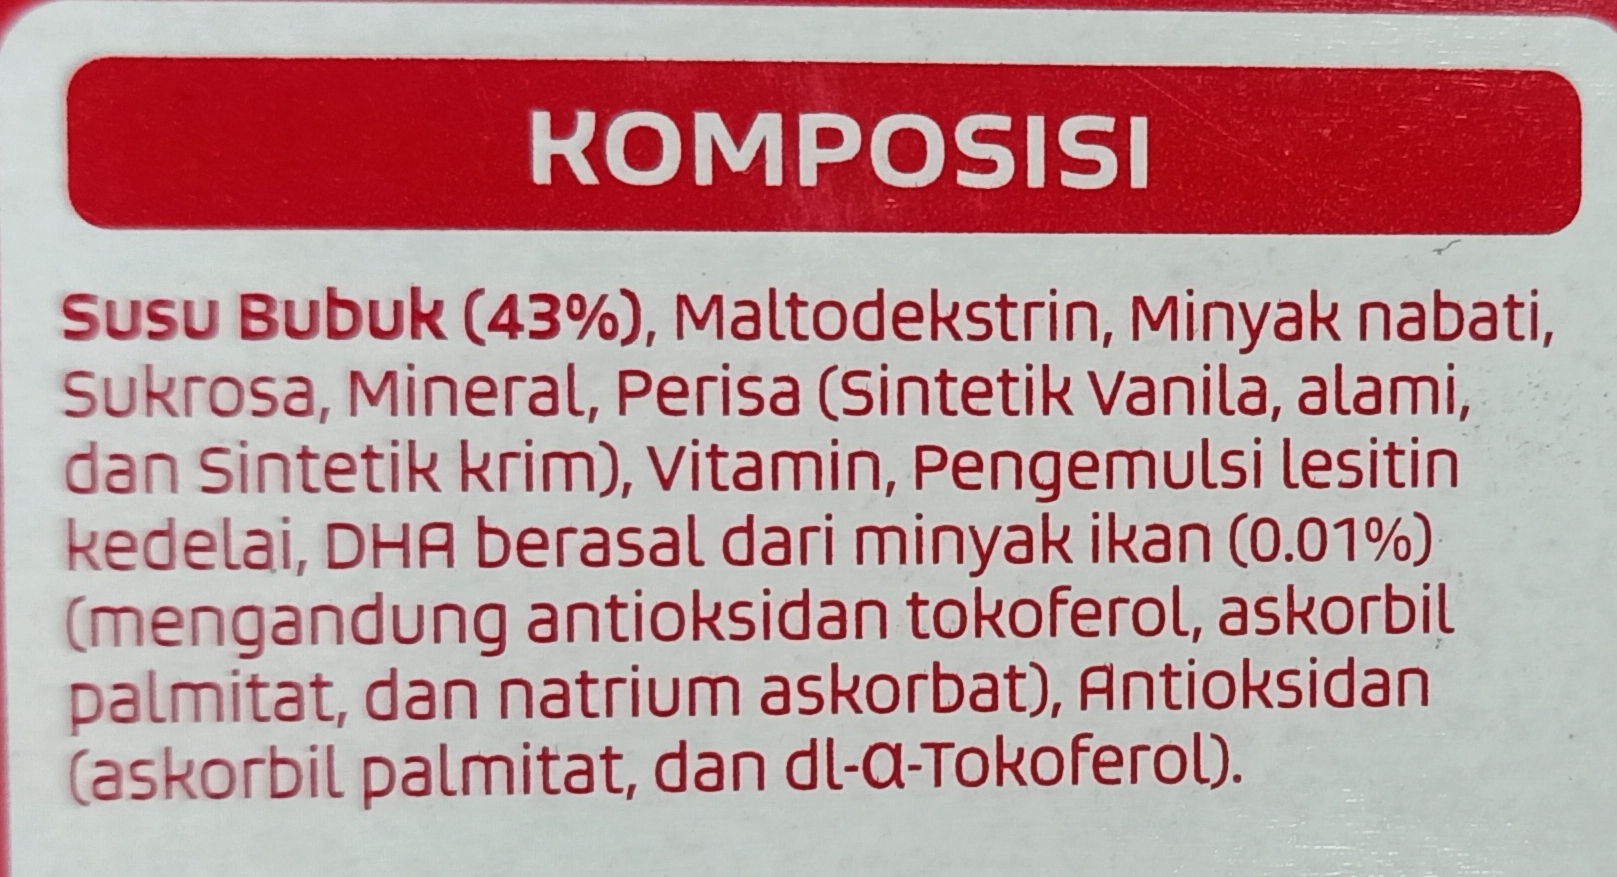 KOMPOSISI
Susu Bubuk (43%), Maltodekstrin, Minyak nabati,
Sukrosa, Mineral, Perisa (Sintetik Vanila, alami,
dan Sintetik krim), Vitamin, Pengemulsi lesitin
kedelai, DHA berasal dari minyak ikan (0.01%)
(mengandung antioksidan tokoferol, askorbil
palmitat, dan natrium askorbat), Antioksidan
(askorbil palmitat, dan dl-α-Tokoferol).